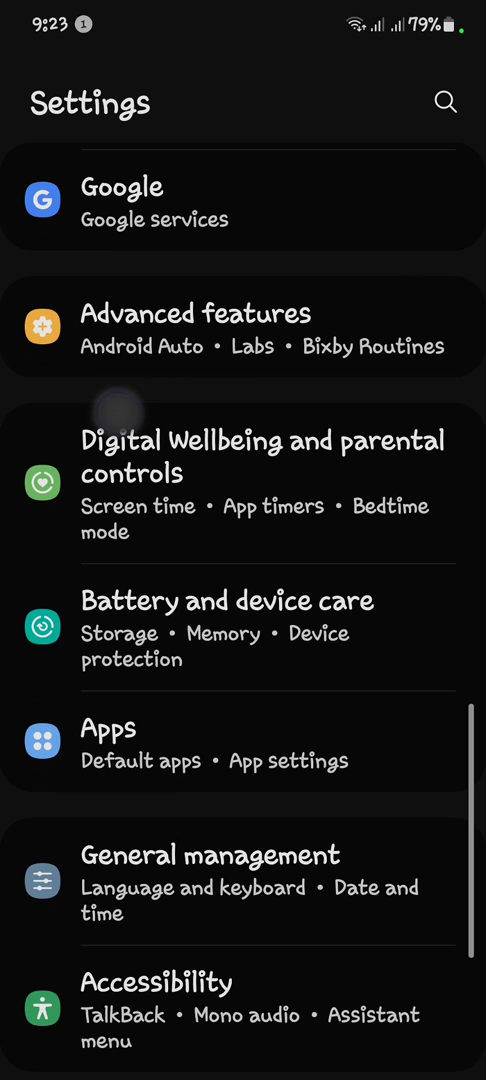 9:23 1 79%
Settings
Google
Google services
Advanced features
Android Auto • Labs • Bixby Routines
Digital Wellbeing and parental
controls
Screen time • App timers • Bedtime
mode
Battery and device care
Storage • Memory • Device
protection
Apps
Default apps • App settings
General management
Language and keyboard • Date and
time
Accessibility
TalkBack • Mono audio • Assistant
menu